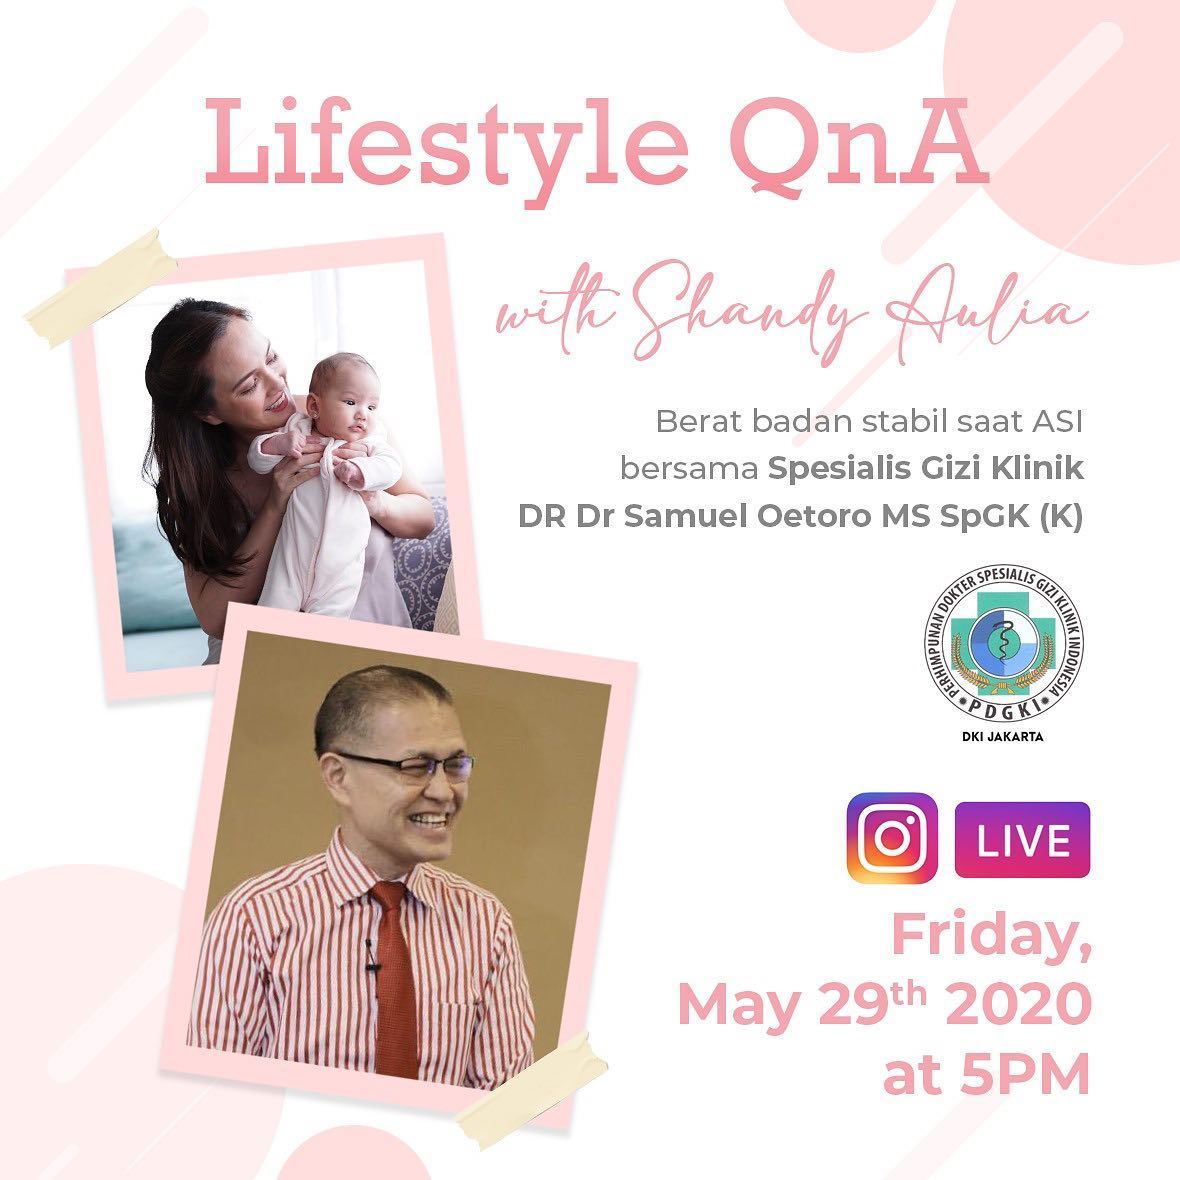 Lifestyle QnA
with Shandy Aulia
Berat badan stabil saat ASI
bersama Spesialis Gizi Klinik
DR Dr Samuel Oetoro MS SpGK (K)
PERHIMPUNAN DOKTER SPESIALIS GIZI KLINIK INDONESIA
• PDGKI •
DKI JAKARTA
LIVE
Friday,
May 29th 2020
at 5PM